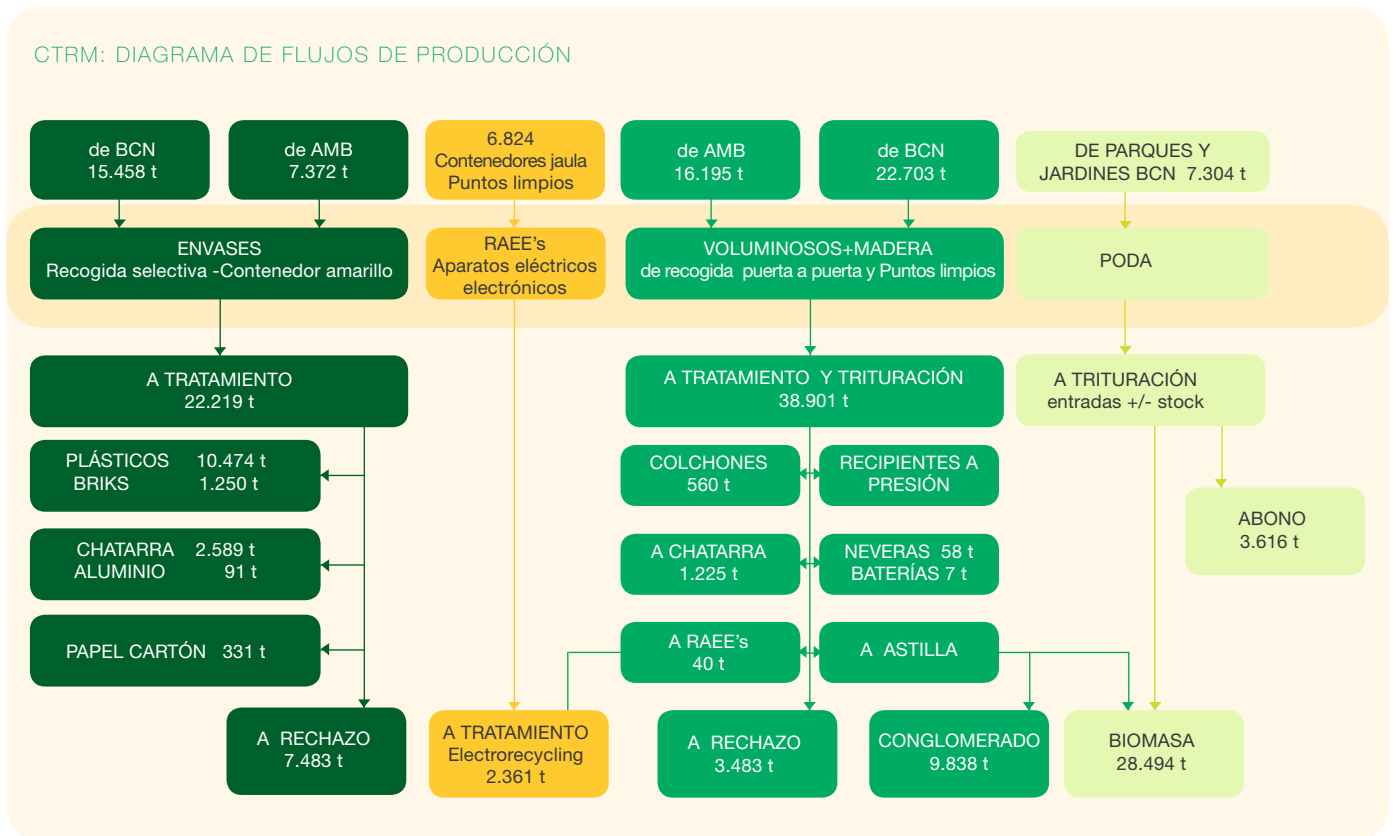 CTRM: DIAGRAMA DE FLUJOS DE PRODUCCIÓN
de BCN
15.458 t
de AMB
7.372 t
6.824
Contenedores jaula
Puntos limpios
de AMB
16.195 t
de BCN
22.703 t
DE PARQUES Y
JARDINES BCN 7.304 t
ENVASES
Recogida selectiva -Contenedor amarillo
RAEE's
Aparatos eléctricos
electrónicos
VOLUMINOSOS+MADERA
de recogida puerta a puerta y Puntos limpios
PODA
A TRATAMIENTO
22.219 t
A TRATAMIENTO Y TRITURACIÓN
38.901 t
A TRITURACIÓN
entradas +/- stock
PLÁSTICOS 10.474 t
BRIKS 1.250 t
COLCHONES
560 t
RECIPIENTES A
PRESIÓN
ABONO
3.616 t
CHATARRA 2.589 t
ALUMINIO 91 t
A CHATARRA
1.225 t
NEVERAS 58 t
BATERÍAS 7 t
PAPEL CARTÓN 331 t
A RAEE's
40 t
A ASTILLA
A RECHAZO
7.483 t
A TRATAMIENTO
Electrorecycling
2.361 t
A RECHAZO
3.483 t
CONGLOMERADO
9.838 t
BIOMASA
28.494 t